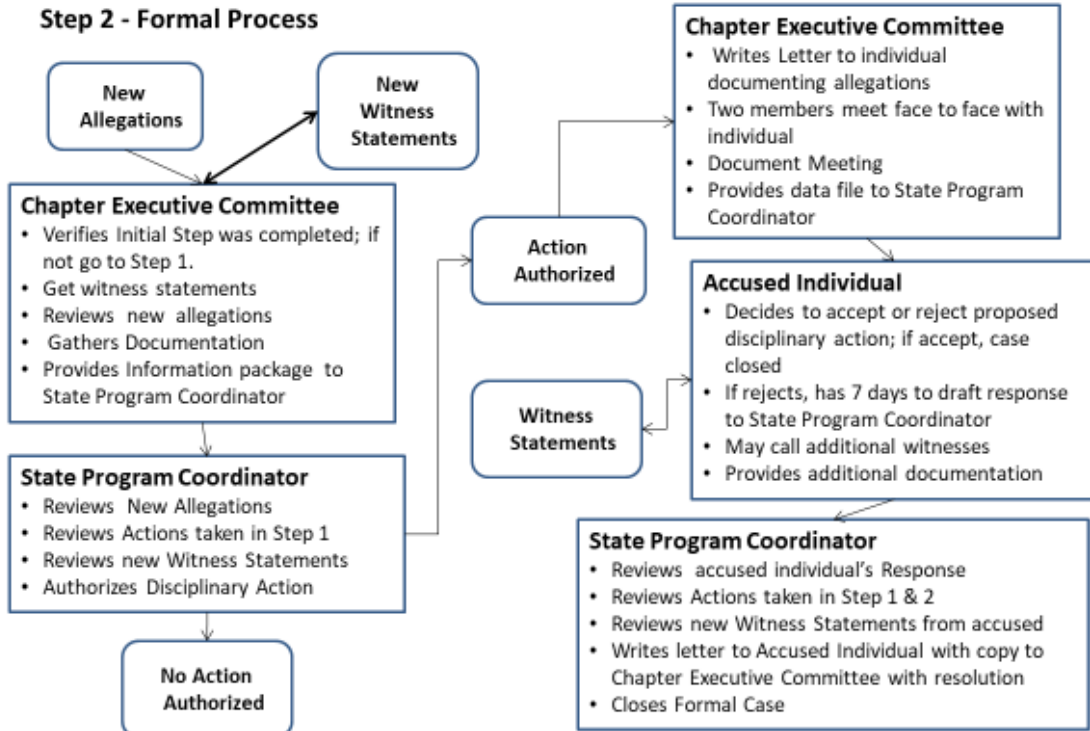 Step 2 - Formal Process
New
Allegations
New
Witness
Statements
Chapter Executive Committee
• Verifies Initial Step was completed; if
not go to Step 1.
• Get witness statements
• Reviews new allegations
• Gathers Documentation
• Provides Information package to
State Program Coordinator
State Program Coordinator
• Reviews New Allegations
• Reviews Actions taken in Step 1
• Reviews new Witness Statements
• Authorizes Disciplinary Action
No Action
Authorized
Action
Authorized
Chapter Executive Committee
• Writes Letter to individual
documenting allegations
• Two members meet face to face with
individual
• Document Meeting
• Provides data file to State Program
Coordinator
Accused Individual
• Decides to accept or reject proposed
disciplinary action; if accept, case
closed
• If rejects, has 7 days to draft response
to State Program Coordinator
• May call additional witnesses
• Provides additional documentation
Witness
Statements
State Program Coordinator
• Reviews accused individual's Response
• Reviews Actions taken in Step 1 & 2
• Reviews new Witness Statements from accused
• Writes letter to Accused Individual with copy to
Chapter Executive Committee with resolution
• Closes Formal Case